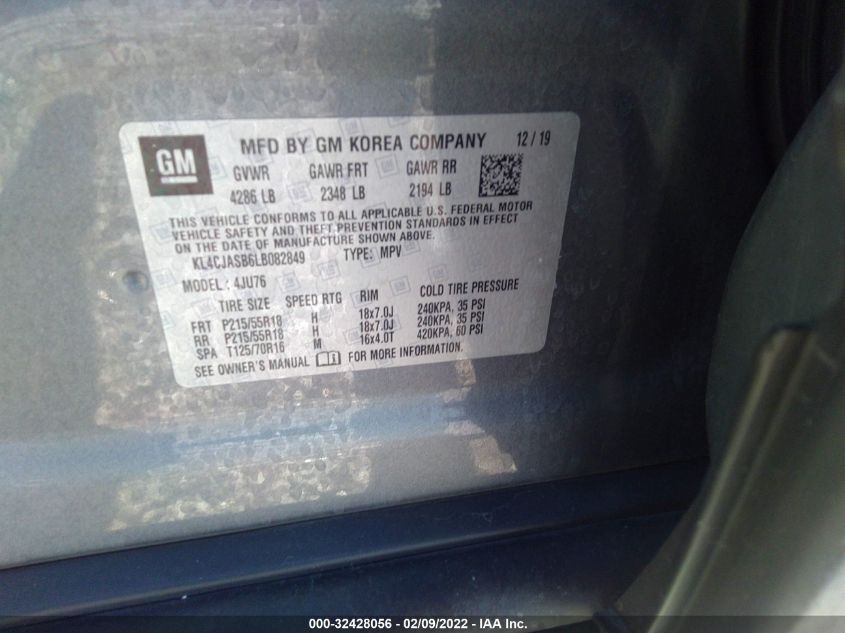 GM
MFD BY GM KOREA COMPANY 12 / 19
GVWR GAWR FRT GAWR RR
4286 LB 2348 LB 2194 LB
THIS VEHICLE CONFORMS TO ALL APPLICABLE U.S. FEDERAL MOTOR
VEHICLE SAFETY AND THEFT PREVENTION STANDARDS IN EFFECT
ON THE DATE OF MANUFACTURE SHOWN ABOVE.
KL4CJASB6LB082849 TYPE: MPV
MODEL: 4JU76
TIRE SIZE SPEED RTG RIM COLD TIRE PRESSURE
FRT P215/55R18 H 18x7.0J 240KPA, 35 PSI
RR P215/55R18 H 18x7.0J 240KPA, 35 PSI
SPA T125/70R16 M 16x4.0T 420KPA, 60 PSI
SEE OWNER'S MANUAL FOR MORE INFORMATION.
000-32428056 - 02/09/2022 - IAA Inc.